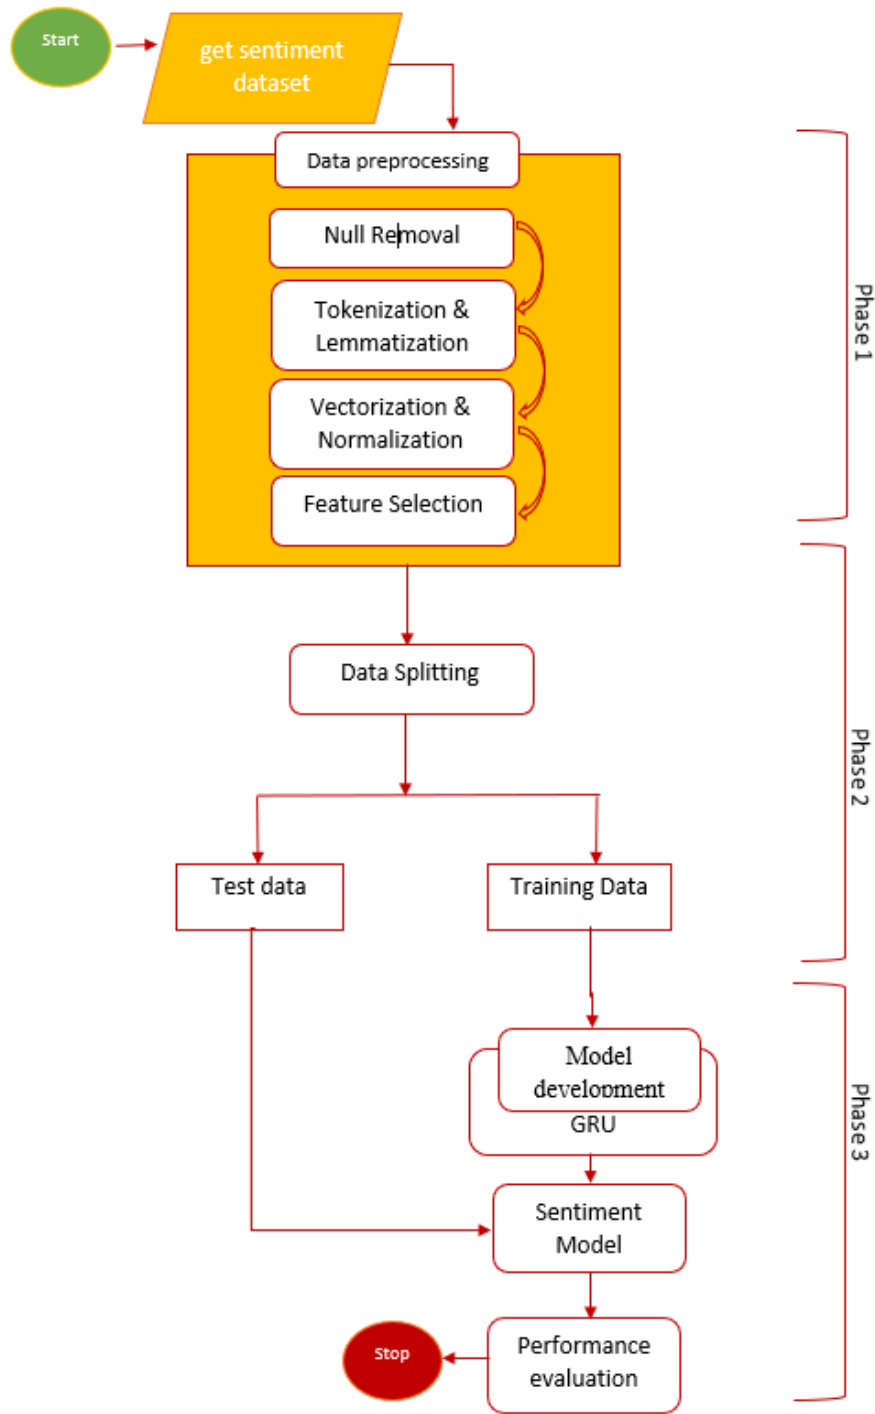 Start
get sentiment
dataset
Data preprocessing
Null Removal
Tokenization &
Lemmatization
Vectorization &
Normalization
Feature Selection
Phase 1
Data Splitting
Test data
Training Data
Phase 2
Model
development
GRU
Sentiment
Model
Performance
evaluation
Stop
Phase 3